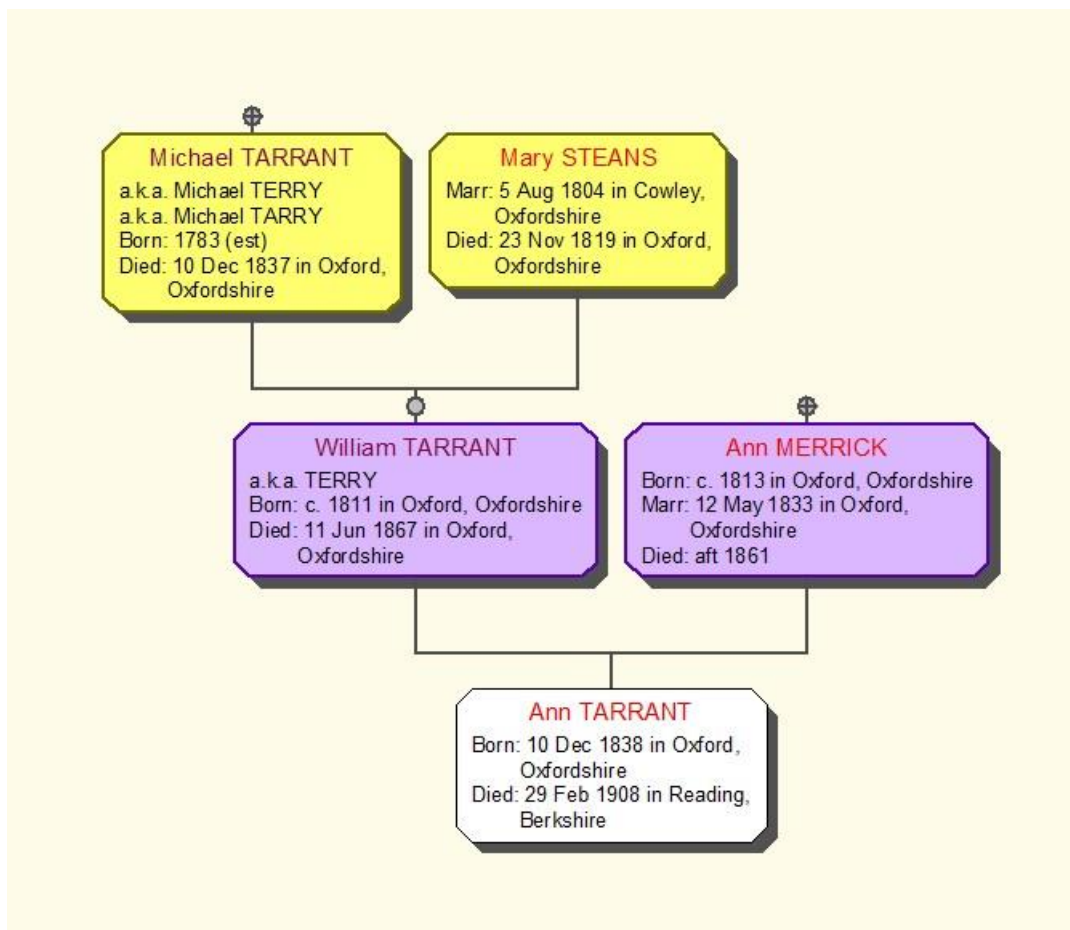 Michael TARRANT
a.k.a. Michael TERRY
a.k.a. Michael TARRY
Born: 1783 (est)
Died: 10 Dec 1837 in Oxford,
Oxfordshire
Mary STEANS
Marr: 5 Aug 1804 in Cowley,
Oxfordshire
Died: 23 Nov 1819 in Oxford,
Oxfordshire
William TARRANT
a.k.a. TERRY
Born: c. 1811 in Oxford, Oxfordshire
Died: 11 Jun 1867 in Oxford,
Oxfordshire
Ann MERRICK
Born: c. 1813 in Oxford, Oxfordshire
Marr: 12 May 1833 in Oxford,
Oxfordshire
Died: aft 1861
Ann TARRANT
Born: 10 Dec 1838 in Oxford,
Oxfordshire
Died: 29 Feb 1908 in Reading,
Berkshire